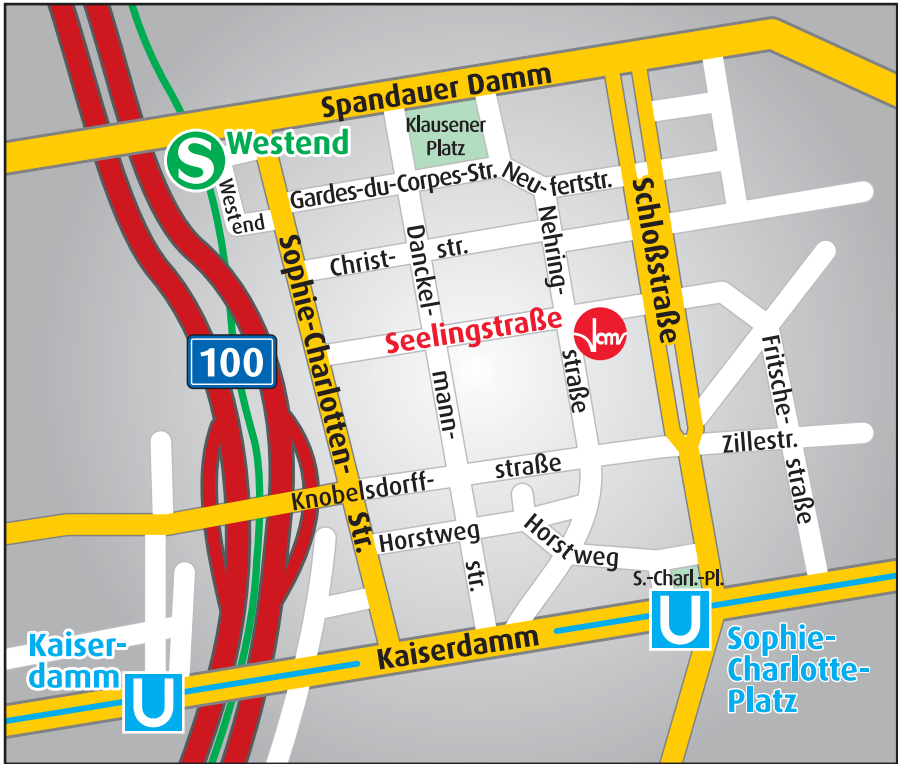 Spandauer Damm
Klausener
Platz
S
Westend
Westend
Gardes-du-Corpes-Str.
Neu-fertstr.
Sophie-Charlotten-
Str.
Christ-
str.
Danckel-
mann-
str.
Nehring-
straße
Schloßstraße
Seelingstraße
100
Fritsche-
straße
Zillestr.
Knobelsdorff-
straße
Horstweg
Horstweg
S.-Charl.-Pl.
U
Sophie-
Charlotte-
Platz
Kaiserdamm
Kaiser-
damm
U